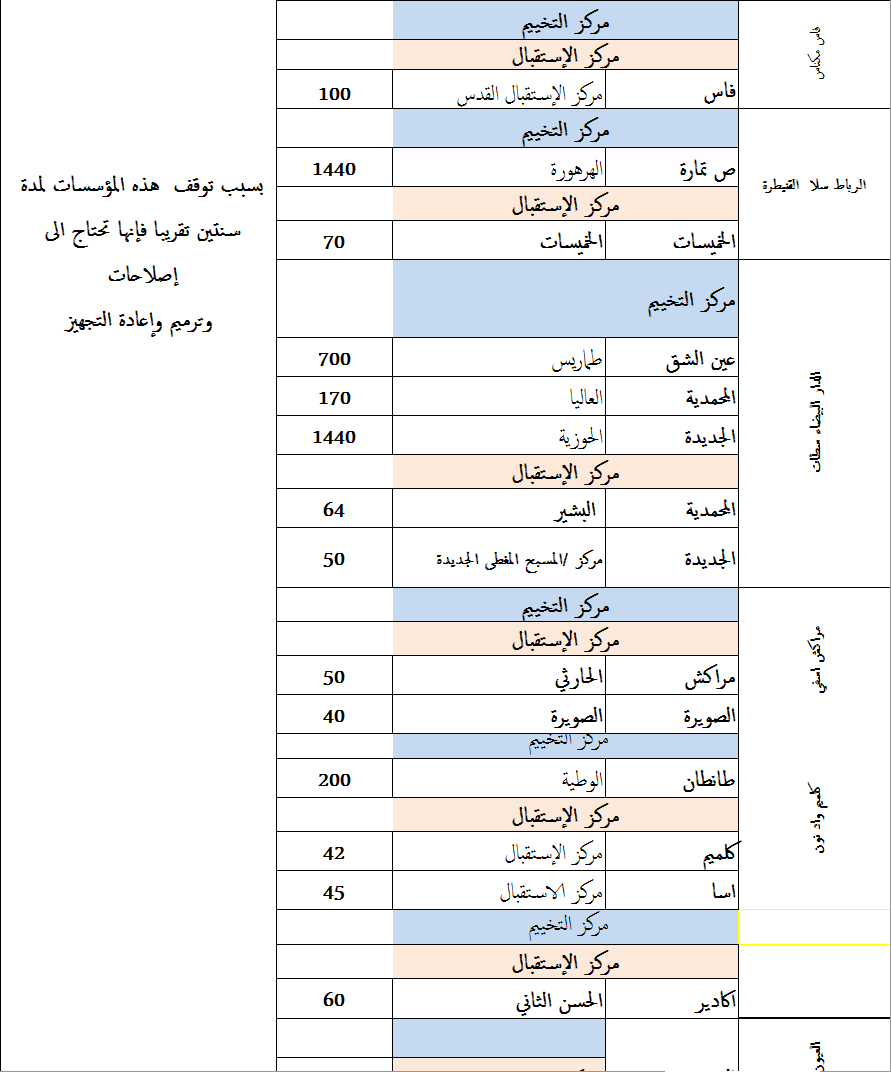 فاس مكناس
مركز التخييم
مركز الإستقبال
فاس مركز الإستقبال القدس 100
الرباط سلا القنيطرة
مركز التخييم
ص تمارة الهرهورة 1440
مركز الإستقبال
الخميسات الخميسات 70
الدار البيضاء سطات
مركز التخييم
عين الشق طماريس 700
المحمدية العاليا 170
الجديدة الحوزية 1440
مركز الإستقبال
المحمدية البشير 64
الجديدة مركز /المسبح المغطى الجديدة 50
مراكش اسفي
مركز التخييم
مركز الإستقبال
مراكش الحارثي 50
الصويرة الصويرة 40
كلميم واد نون
مركز التخييم
طانطان الوطية 200
مركز الإستقبال
كلميم مركز الإستقبال 42
اسا مركز الاستقبال 45
مركز التخييم
مركز الإستقبال
اكادير الحسن الثاني 60
العيون
بسبب توقف هذه المؤسسات لمدة
سنتين تقريبا فإنها تحتاج الى
إصلاحات
وترميم وإعادة التجهيز